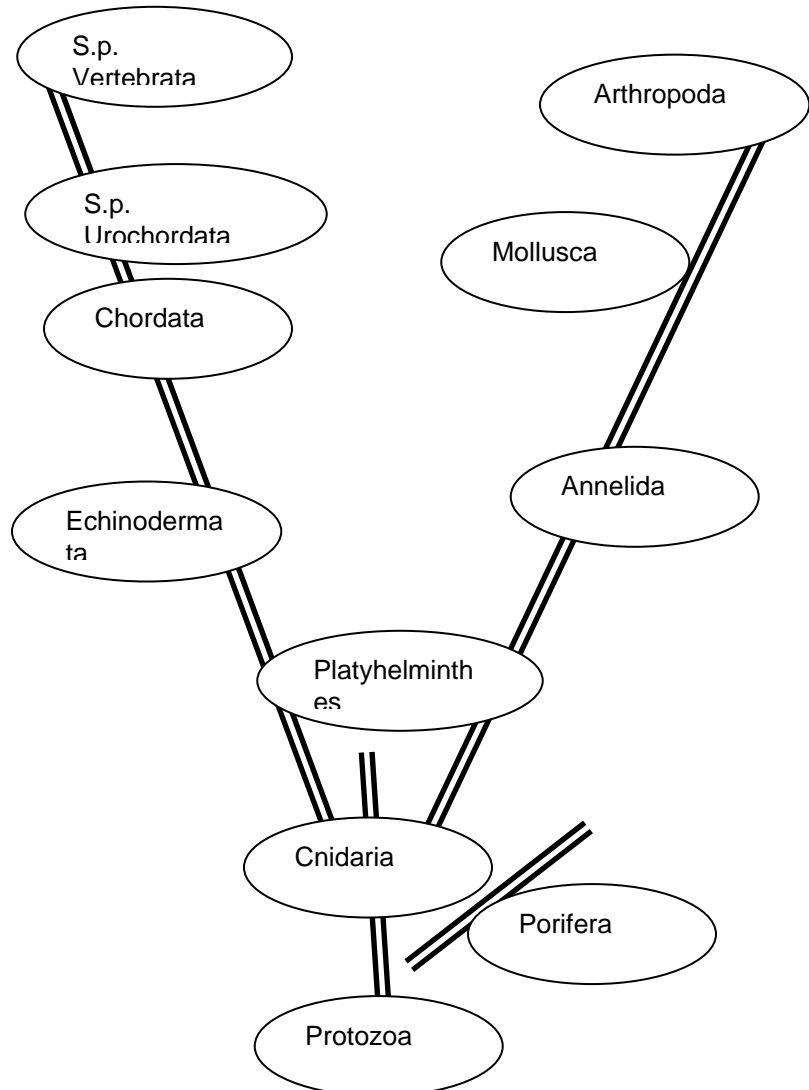 S.p.
Vertebrata
Arthropoda
S.p.
Urochordata
Mollusca
Chordata
Annelida
Echinoderma
ta
Platyhelminth
es
Cnidaria
Porifera
Protozoa